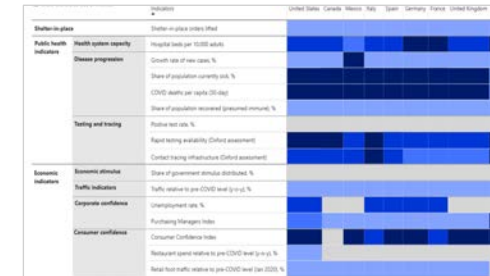 Indicators
United States Canada Mexico Italy Spain Germany France United Kingdom
Shelter-in-place Shelter-in-place orders lifted
Public health indicators Health system capacity Hospital beds per 10,000 adults
Disease progression Growth rate of new cases, %
Share of population currently sick, %
COVID deaths per capita (30-day)
Share of population recovered (presumed immune), %
Testing and tracing Positive test rate, %
Rapid testing availability (Oxford assessment)
Contact tracing infrastructure (Oxford assessment)
Economic indicators Economic stimulus Share of government stimulus distributed, %
Traffic indicators Traffic relative to pre-COVID level (y-o-y), %
Corporate confidence Unemployment rate, %
Purchasing Managers Index
Consumer confidence Consumer Confidence Index
Restaurant spend relative to pre-COVID level (y-o-y), %
Retail foot traffic relative to pre-COVID level (Jan 2020), %